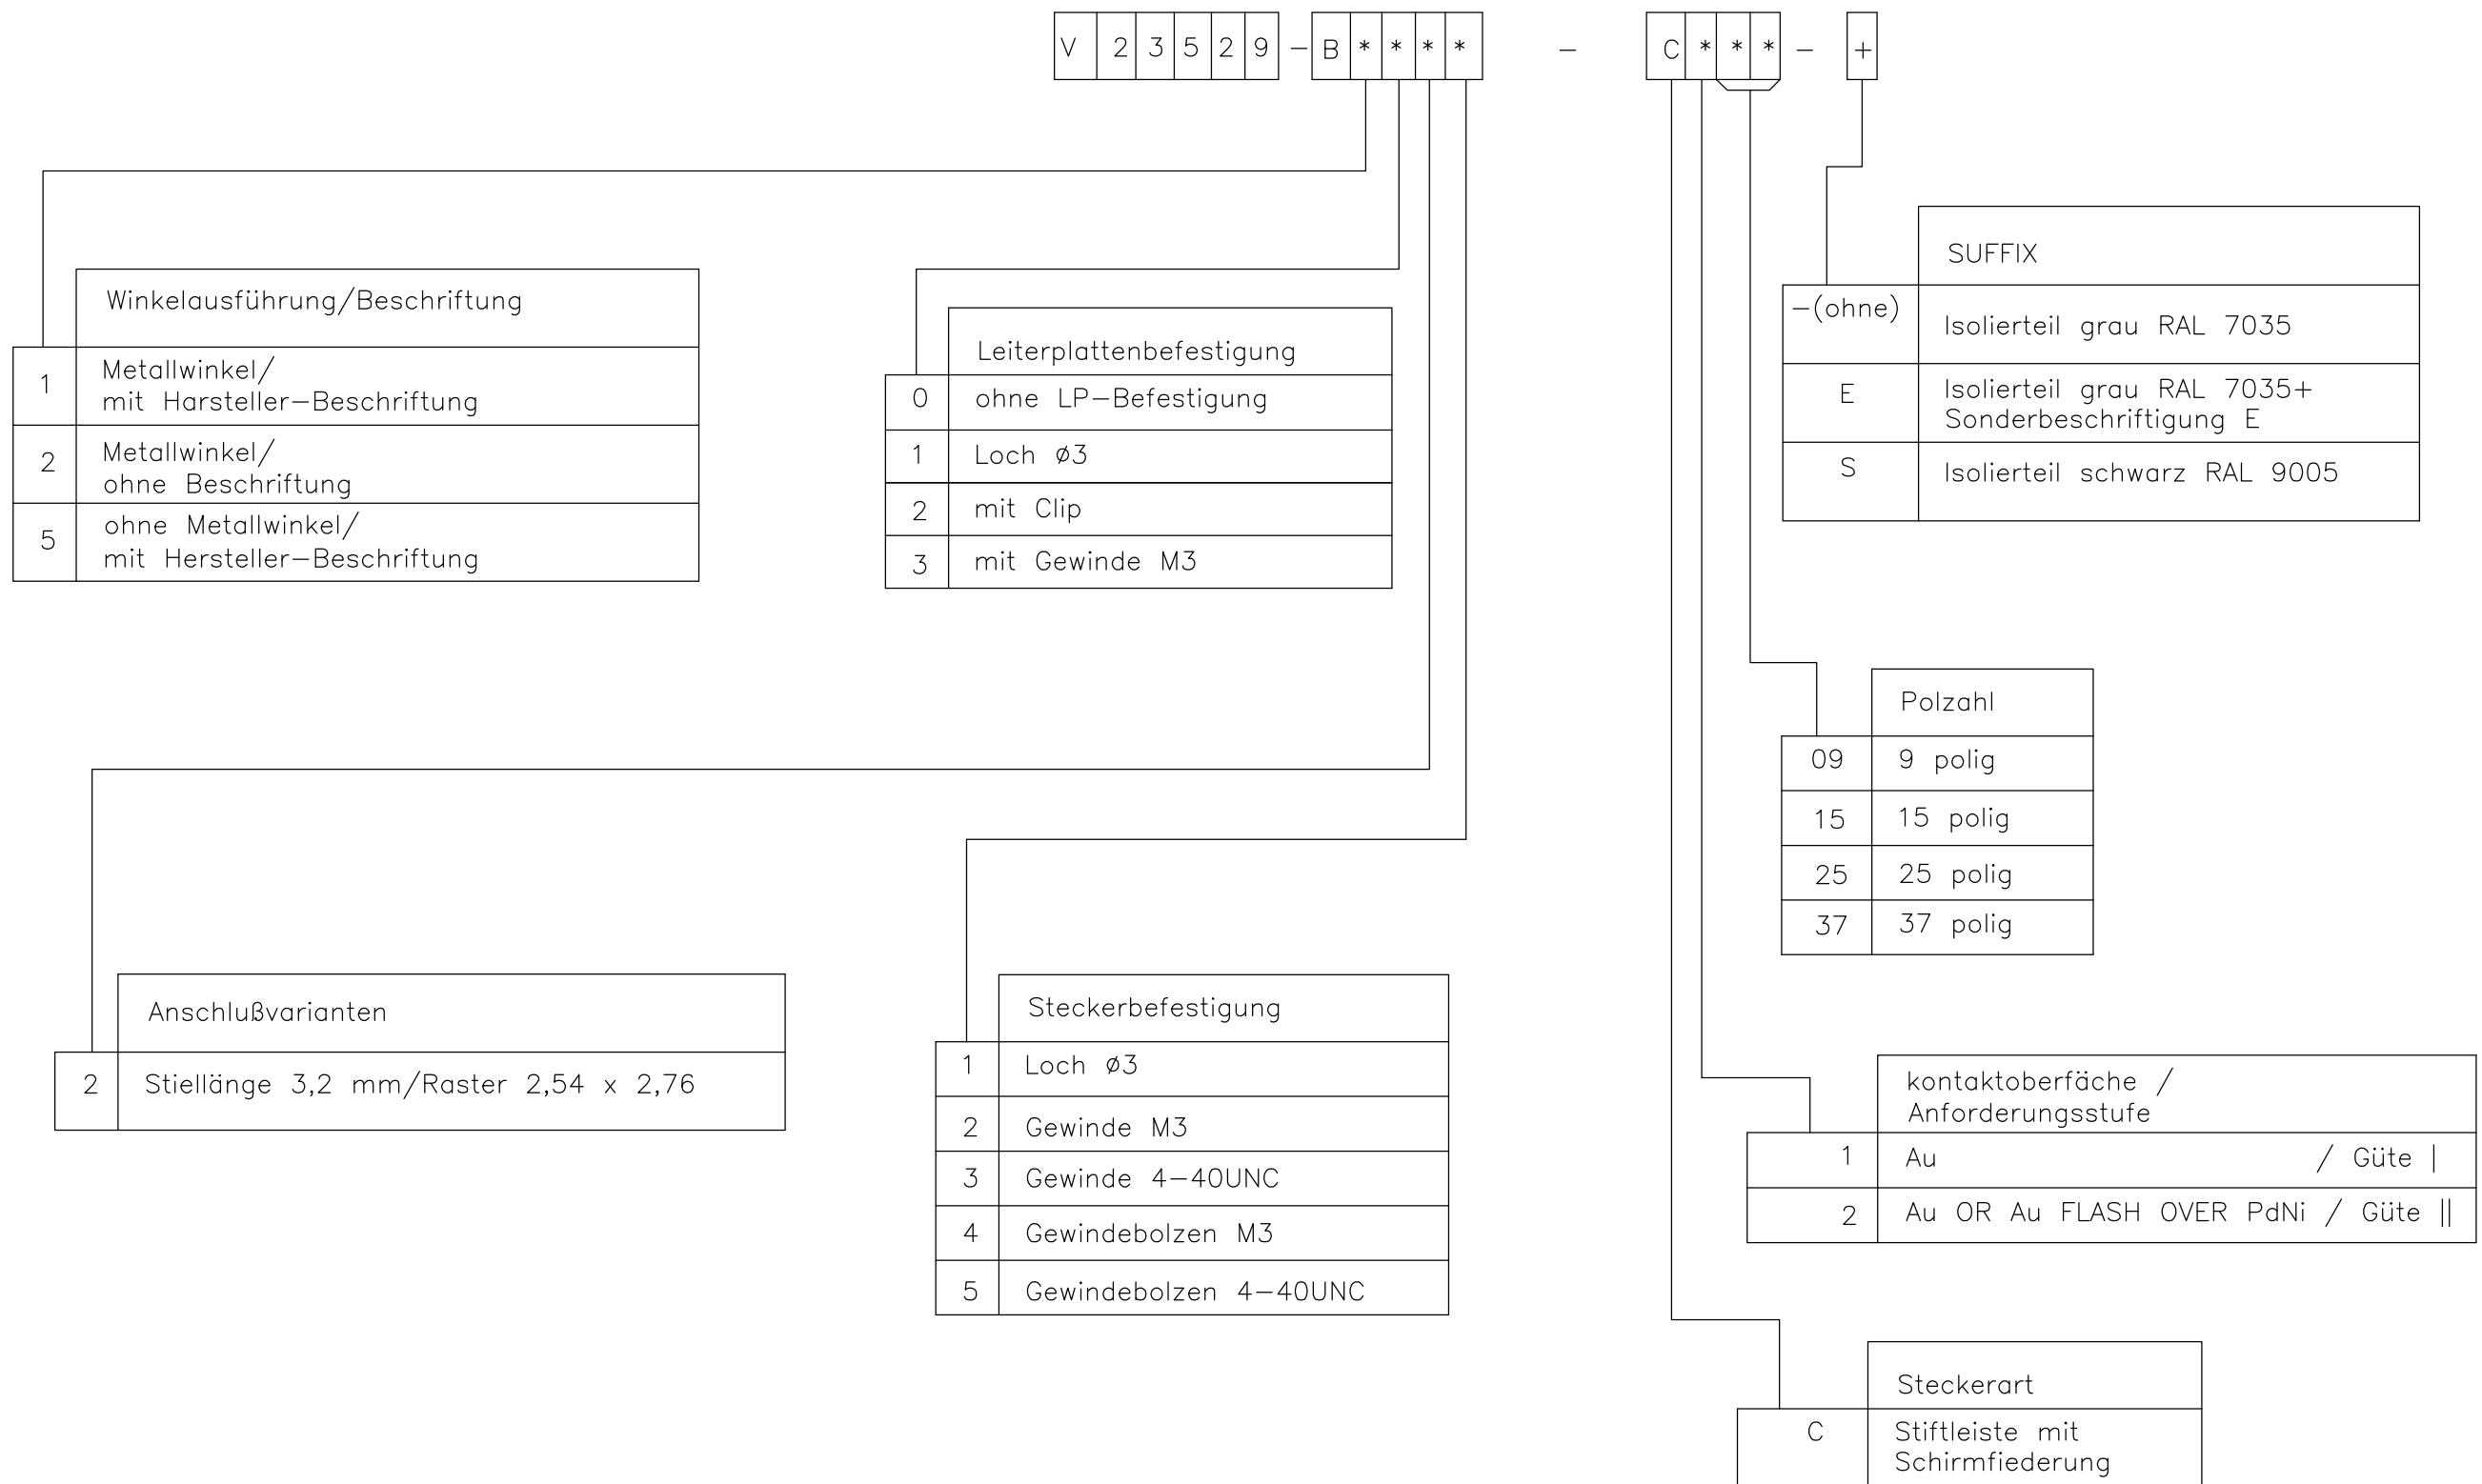 V 2 3 5 2 9 - B * * * * - C * * * - +
SUFFIX
-(ohne) Isolierteil grau RAL 7035
E Isolierteil grau RAL 7035+
Sonderbeschriftigung E
S Isolierteil schwarz RAL 9005
Winkelausführung/Beschriftung
1 Metallwinkel/
mit Harsteller-Beschriftung
2 Metallwinkel/
ohne Beschriftung
5 ohne Metallwinkel/
mit Hersteller-Beschriftung
Leiterplattenbefestigung
0 ohne LP-Befestigung
1 Loch ø3
2 mit Clip
3 mit Gewinde M3
Polzahl
09 9 polig
15 15 polig
25 25 polig
37 37 polig
Anschlußvarianten
2 Stiellänge 3,2 mm/Raster 2,54 x 2,76
Steckerbefestigung
1 Loch ø3
2 Gewinde M3
3 Gewinde 4-40UNC
4 Gewindebolzen M3
5 Gewindebolzen 4-40UNC
kontaktoberfäche /
Anforderungsstufe
1 Au / Güte |
2 Au OR Au FLASH OVER PdNi / Güte ||
Steckerart
C Stiftleiste mit
Schirmfiederung